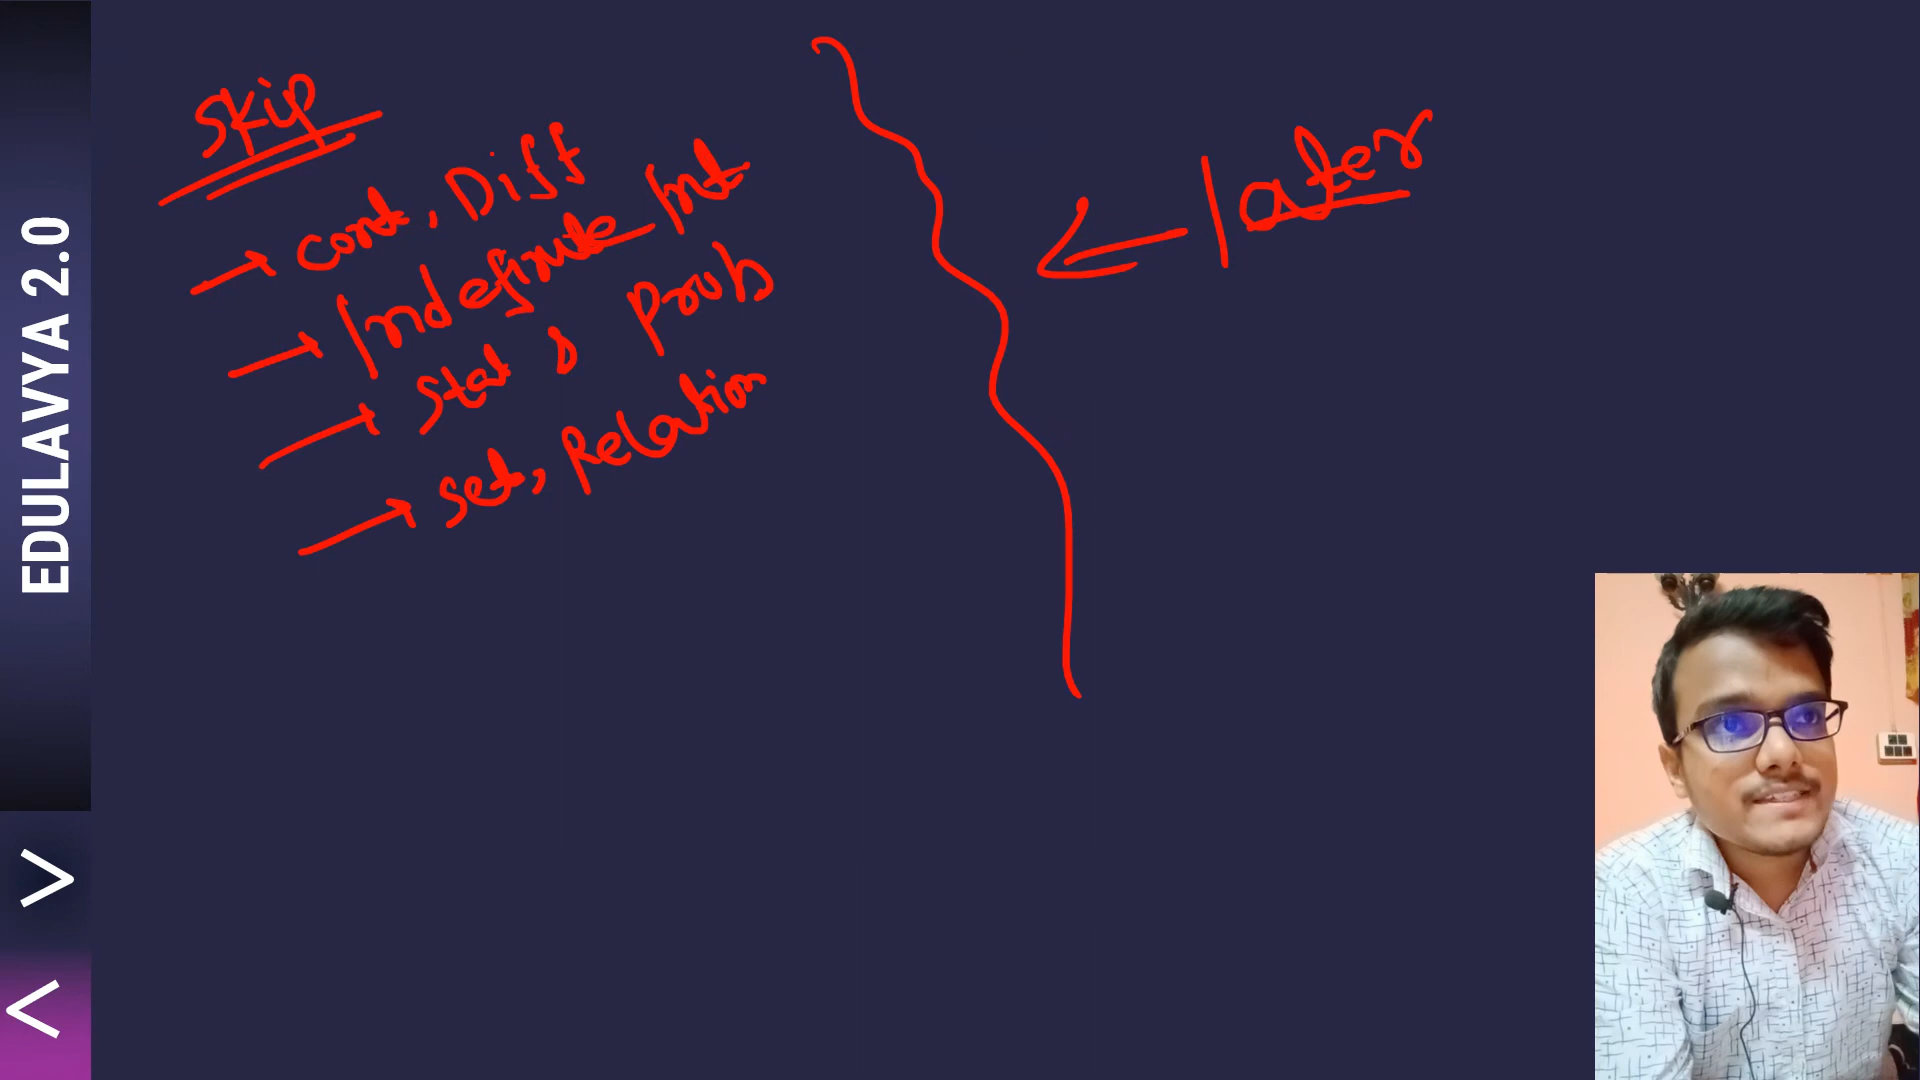 EDULAVYA 2.0
Skip
→ cont, Diff
→ Indefinite Int
→ Stat & Prob
→ Set, Relation
← later